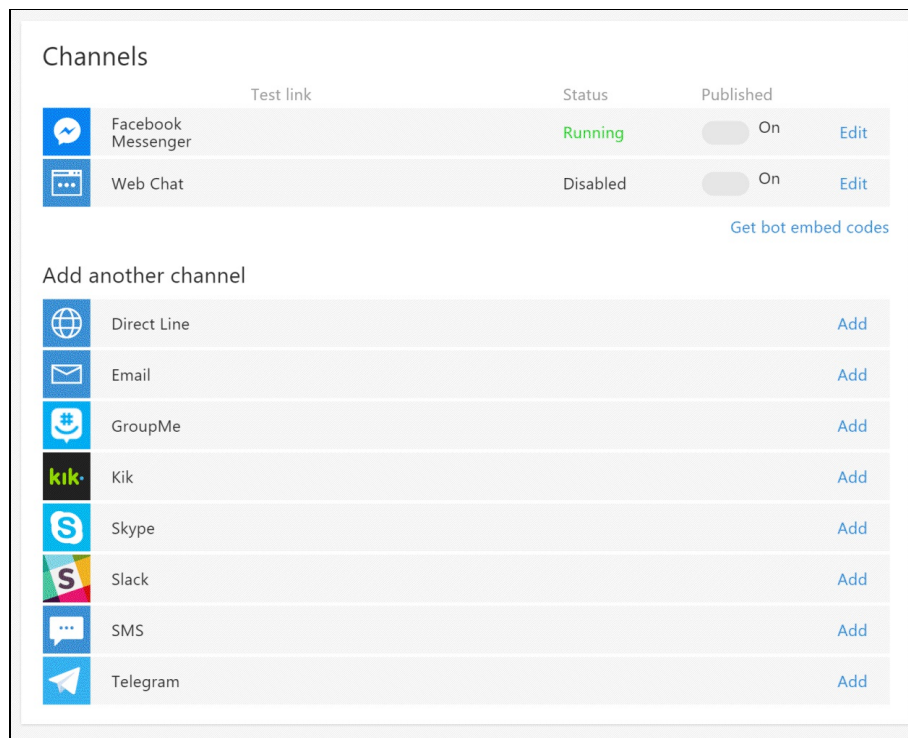 Channels
Test link Status Published
Facebook
Messenger Running On Edit
Web Chat Disabled On Edit
Get bot embed codes
Add another channel
Direct Line Add
Email Add
# GroupMe Add
kik· Kik Add
S Skype Add
S Slack Add
SMS Add
Telegram Add